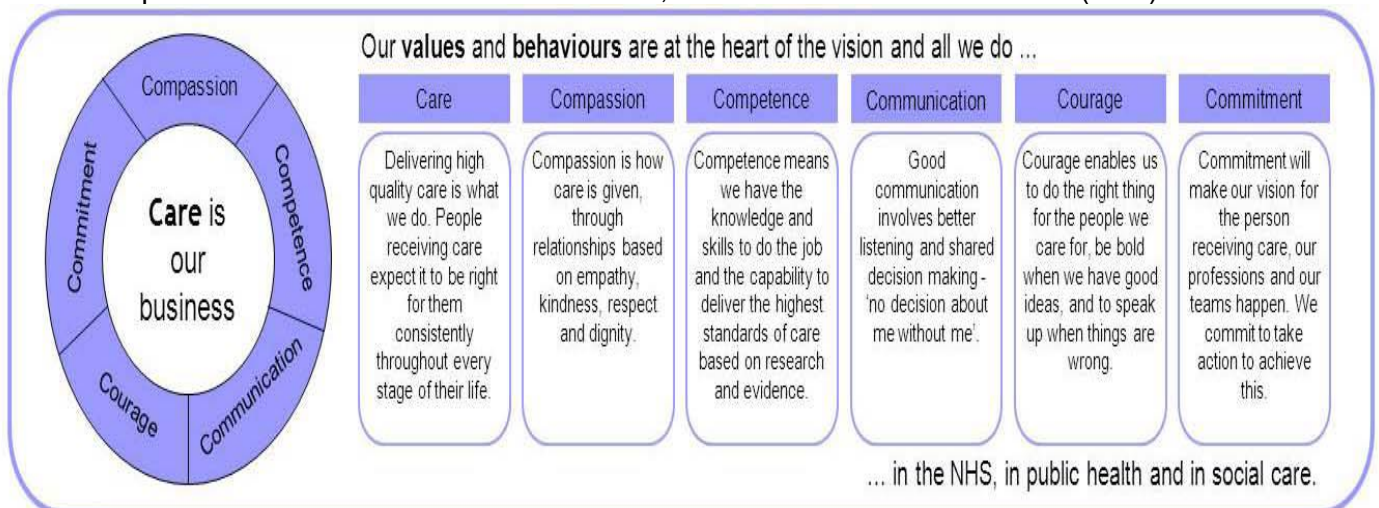 Compassion
Competence
Communication
Courage
Commitment
Care is
our
business
Our values and behaviours are at the heart of the vision and all we do ...
Care
Delivering high
quality care is what
we do. People
receiving care
expect it to be right
for them
consistently
throughout every
stage of their life.
Compassion
Compassion is how
care is given,
through
relationships based
on empathy,
kindness, respect
and dignity.
Competence
Competence means
we have the
knowledge and
skills to do the job
and the capability to
deliver the highest
standards of care
based on research
and evidence.
Communication
Good
communication
involves better
listening and shared
decision making -
'no decision about
me without me'.
Courage
Courage enables us
to do the right thing
for the people we
care for, be bold
when we have good
ideas, and to speak
up when things are
wrong.
Commitment
Commitment will
make our vision for
the person
receiving care, our
professions and our
teams happen. We
commit to take
action to achieve
this.
... in the NHS, in public health and in social care.